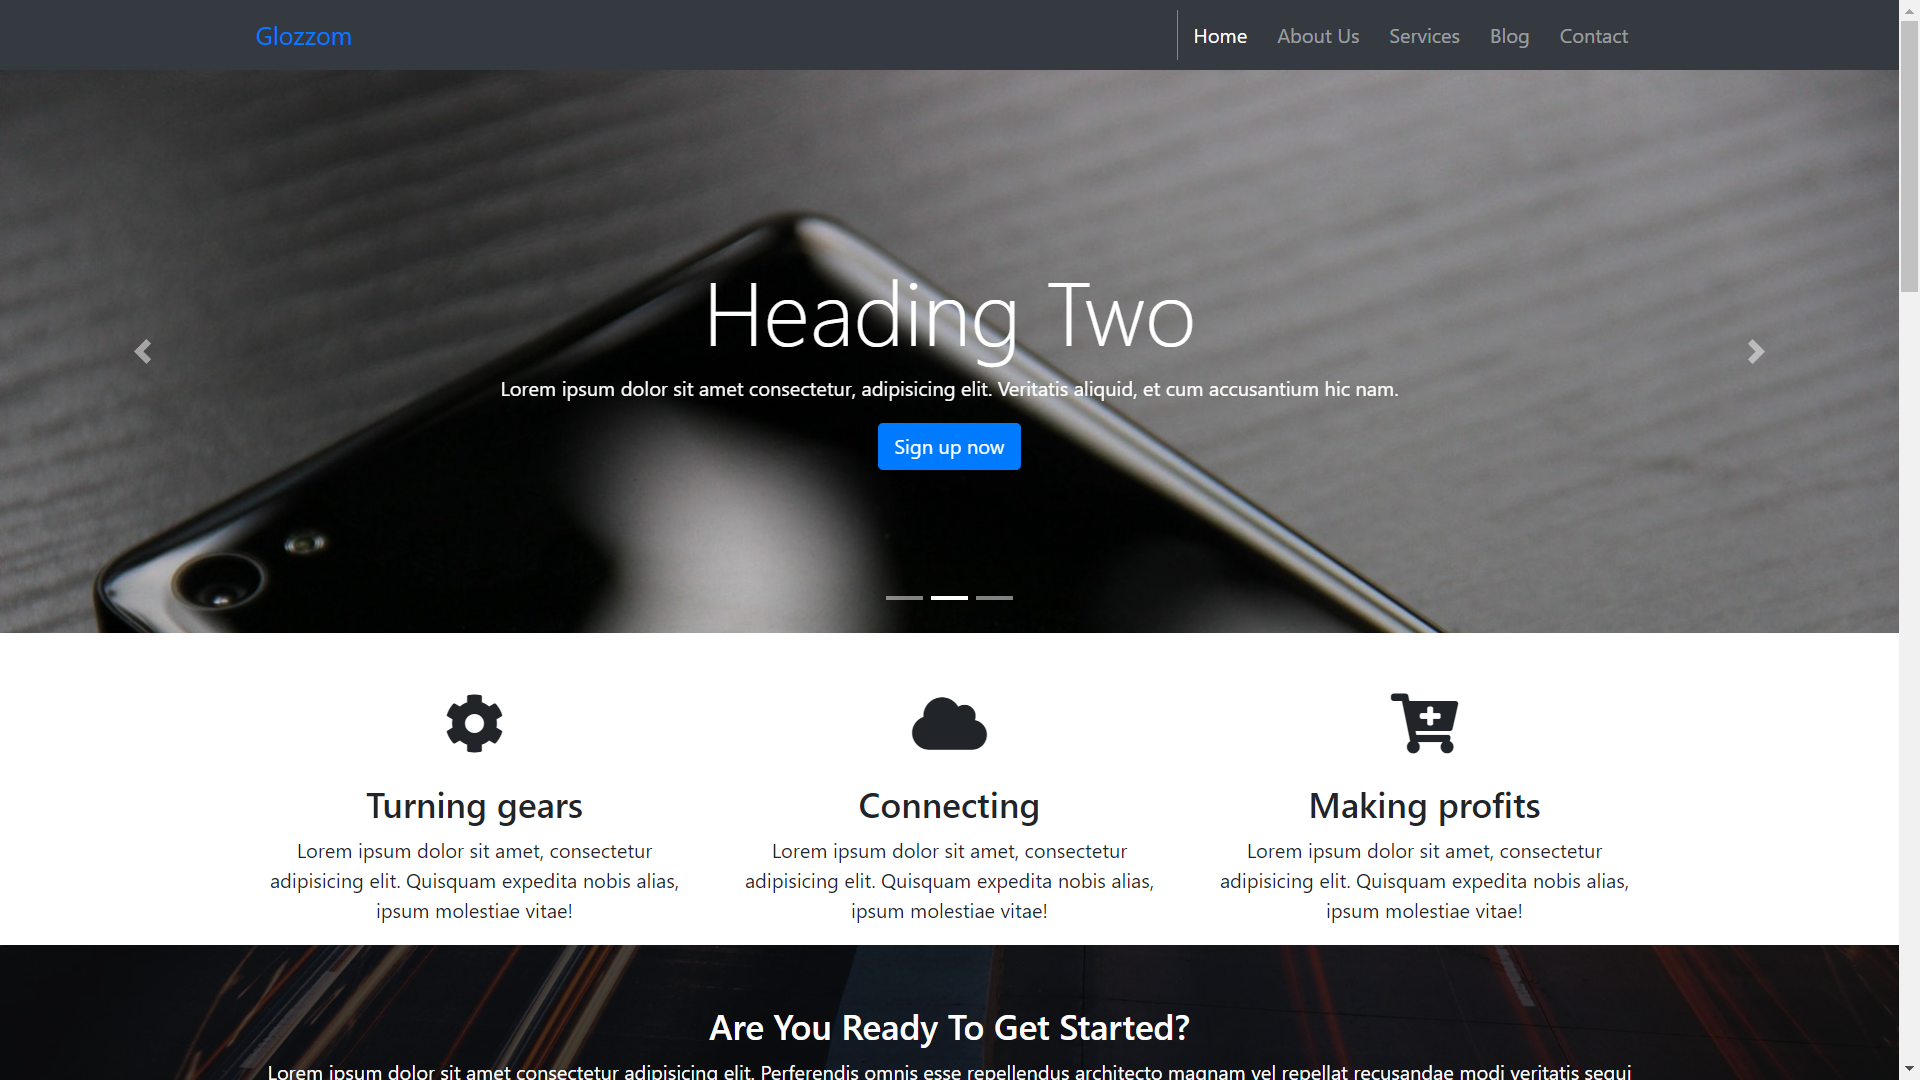 Glozzom
Home About Us Services Blog Contact
Heading Two
Lorem ipsum dolor sit amet consectetur, adipisicing elit. Veritatis aliquid, et cum accusantium hic nam.
Sign up now
Turning gears
Lorem ipsum dolor sit amet, consectetur
adipisicing elit. Quisquam expedita nobis alias,
ipsum molestiae vitae!
Connecting
Lorem ipsum dolor sit amet, consectetur
adipisicing elit. Quisquam expedita nobis alias,
ipsum molestiae vitae!
Making profits
Lorem ipsum dolor sit amet, consectetur
adipisicing elit. Quisquam expedita nobis alias,
ipsum molestiae vitae!
Are You Ready To Get Started?
Lorem ipsum dolor sit amet consectetur adipisicing elit. Perferendis omnis esse repellendus architecto magnam vel repellat recusandae modi veritatis sequi